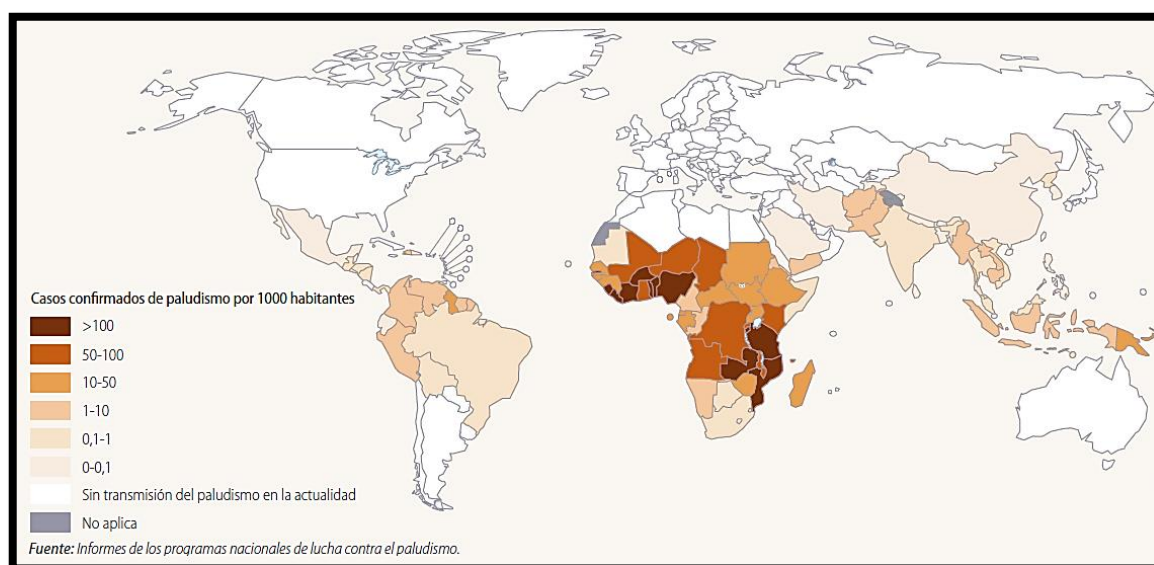 Casos confirmados de paludismo por 1000 habitantes
>100
50-100
10-50
1-10
0,1-1
0-0,1
Sin transmisión del paludismo en la actualidad
No aplica
Fuente: Informes de los programas nacionales de lucha contra el paludismo.